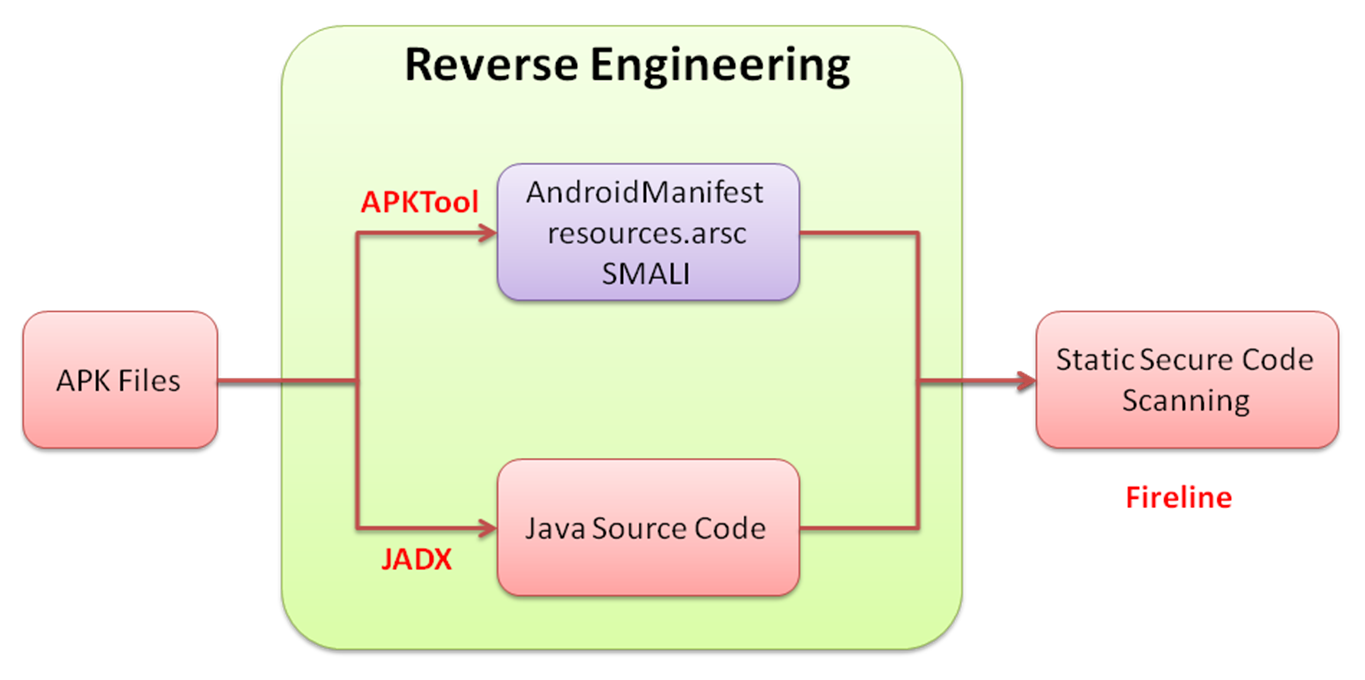 Reverse Engineering
APKTool
AndroidManifest
resources.arsc
SMALI
APK Files
Static Secure Code
Scanning
Fireline
Java Source Code
JADX